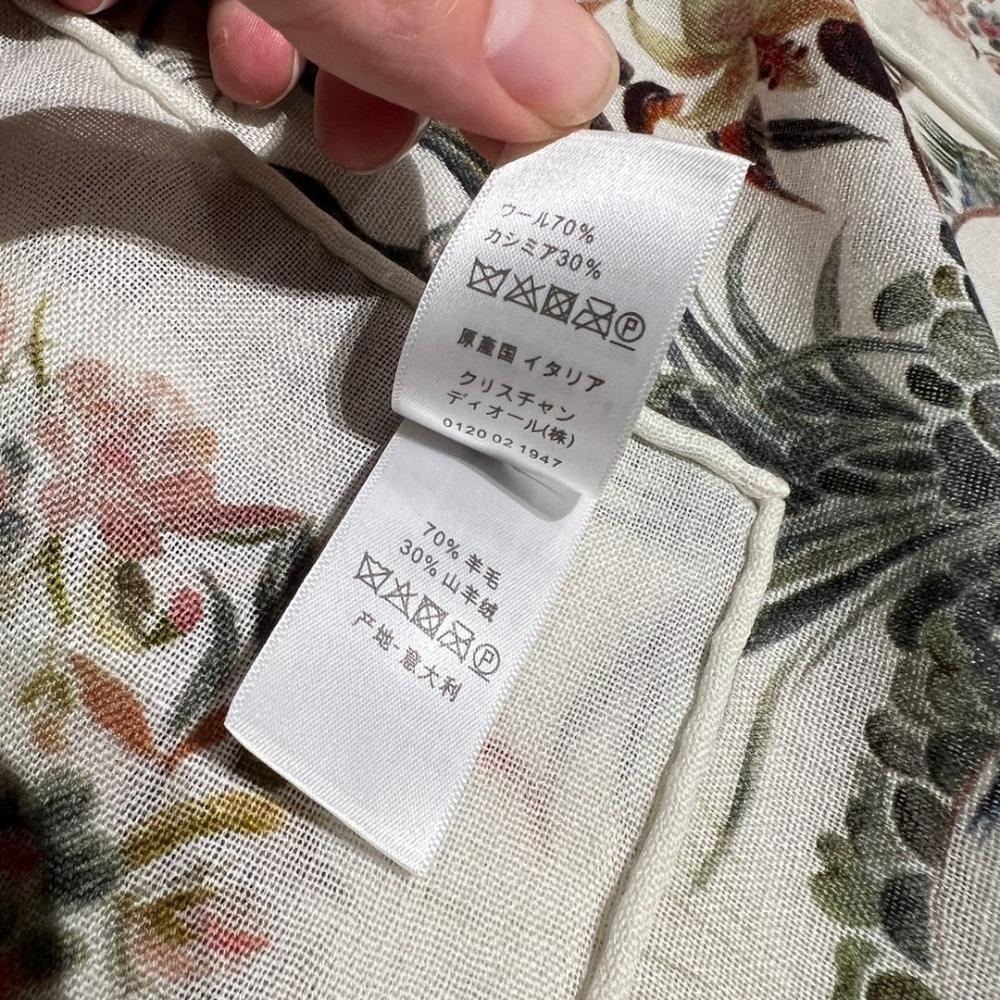 ウール70%
カシミア30%
P
原産国 イタリア
クリスチャン
ディオール(株)
0120 02 1947
70% 羊毛
30% 山羊绒
P
产地-意大利